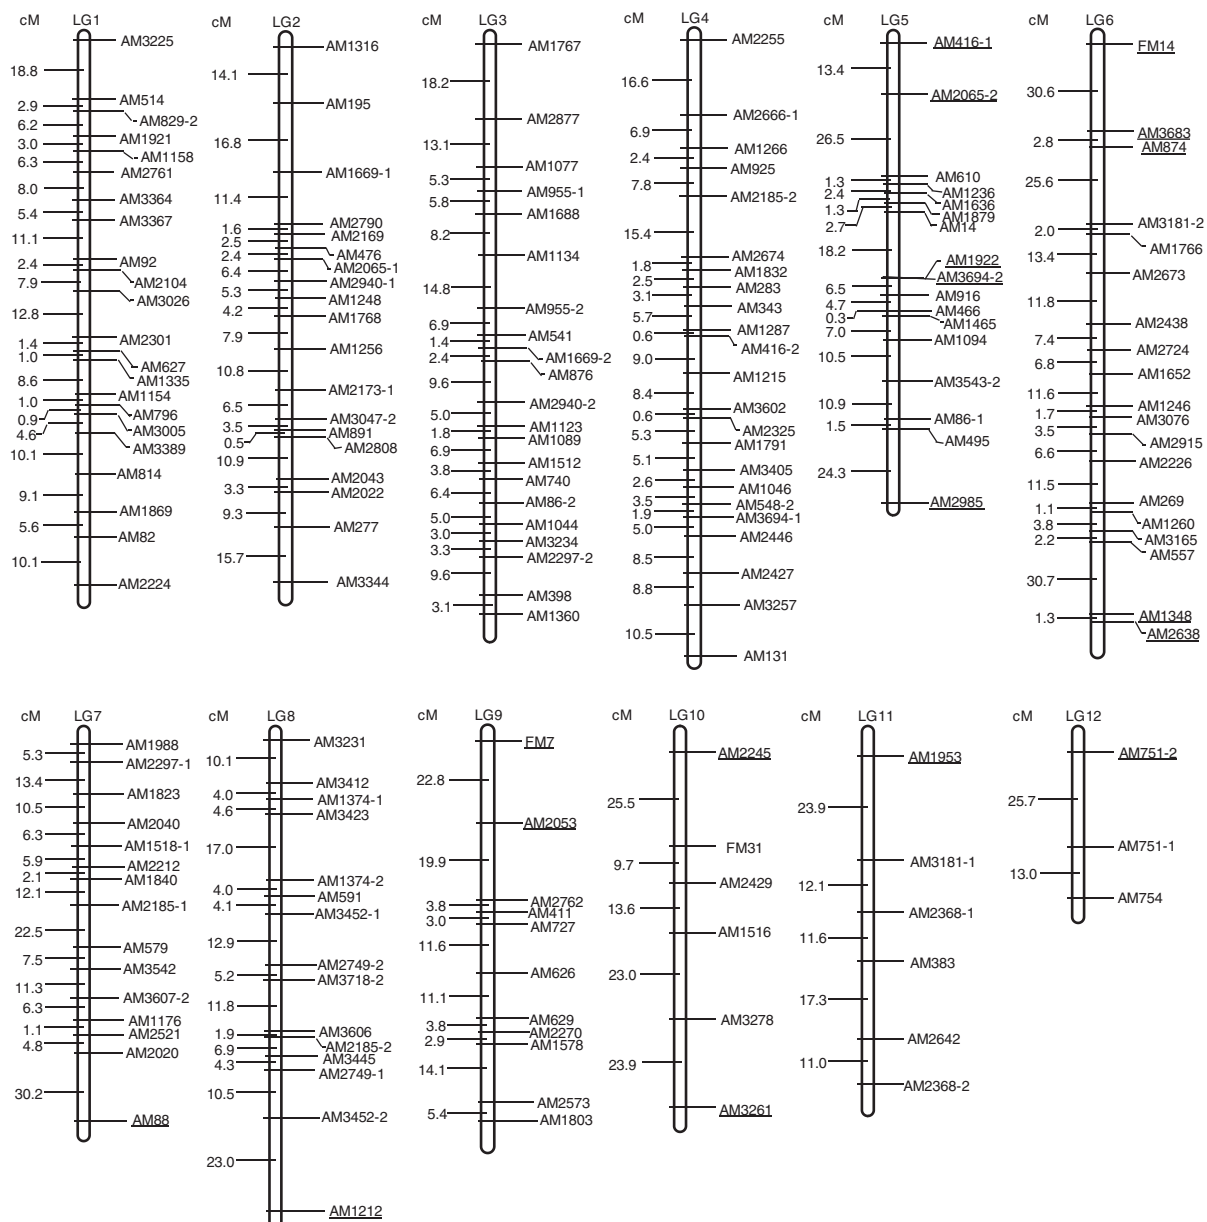 cM LG1
AM3225
18.8
AM514
2.9
AM829-2
6.2
AM1921
3.0
AM1158
6.3
AM2761
8.0
AM3364
5.4
AM3367
11.1
AM92
2.4
AM2104
7.9
AM3026
12.8
AM2301
1.4
AM627
1.0
AM1335
8.6
AM1154
1.0
AM796
0.9
AM3005
4.6
AM3389
10.1
AM814
9.1
AM1869
5.6
AM82
10.1
AM2224
cM LG2
AM1316
14.1
AM195
16.8
AM1669-1
11.4
AM2790
1.6
AM2169
2.5
AM476
2.4
AM2065-1
6.4
AM2940-1
5.3
AM1248
4.2
AM1768
7.9
AM1256
10.8
AM2173-1
6.5
AM3047-2
3.5
AM891
0.5
AM2808
10.9
AM2043
3.3
AM2022
9.3
AM277
15.7
AM3344
cM LG3
AM1767
18.2
AM2877
13.1
AM1077
5.3
AM955-1
5.8
AM1688
8.2
AM1134
14.8
AM955-2
6.9
AM541
1.4
AM1669-2
2.4
AM876
9.6
AM2940-2
5.0
AM1123
1.8
AM1089
6.9
AM1512
3.8
AM740
6.4
AM86-2
5.0
AM1044
3.0
AM3234
3.3
AM2297-2
9.6
AM398
3.1
AM1360
cM LG4
AM2255
16.6
AM2666-1
6.9
AM1266
2.4
AM925
7.8
AM2185-2
15.4
AM2674
1.8
AM1832
2.5
AM283
3.1
AM343
5.7
AM1287
0.6
AM416-2
9.0
AM1215
8.4
AM3602
0.6
AM2325
5.3
AM1791
5.1
AM3405
2.6
AM1046
3.5
AM548-2
1.9
AM3694-1
5.0
AM2446
8.5
AM2427
8.8
AM3257
10.5
AM131
cM LG5
AM416-1
13.4
AM2065-2
26.5
AM610
1.3
AM1236
2.4
AM1636
1.3
AM1879
2.7
AM14
18.2
AM1922
AM3694-2
6.5
AM916
4.7
AM466
0.3
AM1465
7.0
AM1094
10.5
AM3543-2
10.9
AM86-1
1.5
AM495
24.3
AM2985
cM LG6
FM14
30.6
AM3683
2.8
AM874
25.6
AM3181-2
2.0
AM1766
13.4
AM2673
11.8
AM2438
7.4
AM2724
6.8
AM1652
11.6
AM1246
1.7
AM3076
3.5
AM2915
6.6
AM2226
11.5
AM269
1.1
AM1260
3.8
AM3165
2.2
AM557
30.7
AM1348
1.3
AM2638
cM LG7
AM1988
5.3
AM2297-1
13.4
AM1823
10.5
AM2040
6.3
AM1518-1
5.9
AM2212
2.1
AM1840
12.1
AM2185-1
22.5
AM579
7.5
AM3542
11.3
AM3607-2
6.3
AM1176
1.1
AM2521
4.8
AM2020
30.2
AM88
cM LG8
AM3231
10.1
AM3412
4.0
AM1374-1
4.6
AM3423
17.0
AM1374-2
4.0
AM591
4.1
AM3452-1
12.9
AM2749-2
5.2
AM3718-2
11.8
AM3606
1.9
AM2185-2
6.9
AM3445
4.3
AM2749-1
10.5
AM3452-2
23.0
AM1212
cM LG9
FM7
22.8
AM2053
19.9
AM2762
3.8
AM411
3.0
AM727
11.6
AM626
11.1
AM629
3.8
AM2270
2.9
AM1578
14.1
AM2573
5.4
AM1803
cM LG10
AM2245
25.5
FM31
9.7
AM2429
13.6
AM1516
23.0
AM3278
23.9
AM3261
cM LG11
AM1953
23.9
AM3181-1
12.1
AM2368-1
11.6
AM383
17.3
AM2642
11.0
AM2368-2
cM LG12
AM751-2
25.7
AM751-1
13.0
AM754